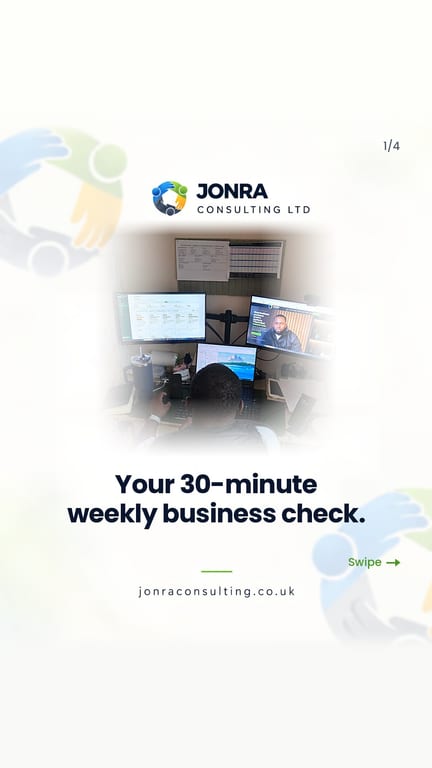 1/4
JONRA
CONSULTING LTD
Your 30-minute
weekly business check.
Swipe →
jonraconsulting.co.uk